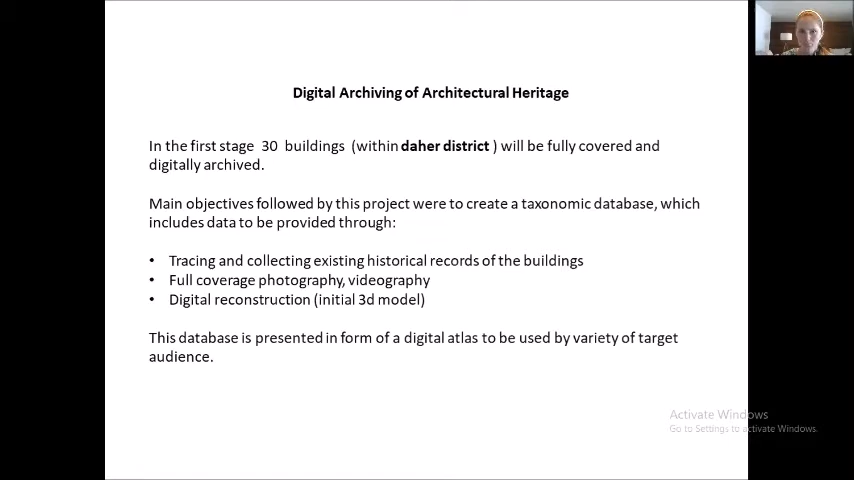 Digital Archiving of Architectural Heritage
In the first stage 30 buildings (within daher district ) will be fully covered and
digitally archived.
Main objectives followed by this project were to create a taxonomic database, which
includes data to be provided through:
• Tracing and collecting existing historical records of the buildings
• Full coverage photography, videography
• Digital reconstruction (initial 3d model)
This database is presented in form of a digital atlas to be used by variety of target
audience.
Activate Windows
Go to Settings to activate Windows.